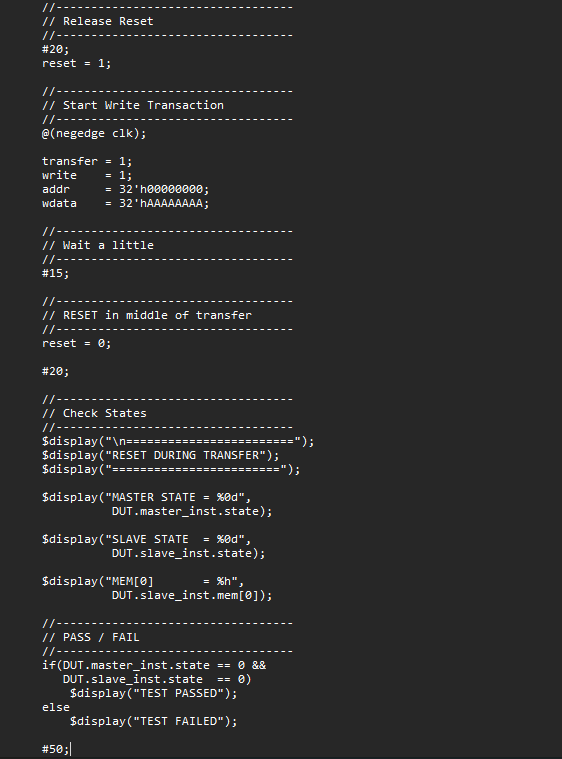 //----------------------------------
// Release Reset
//----------------------------------
#20;
reset = 1;
//----------------------------------
// Start Write Transaction
//----------------------------------
@(negedge clk);
transfer = 1;
write    = 1;
addr     = 32'h00000000;
wdata    = 32'hAAAAAAAA;
//----------------------------------
// Wait a little
//----------------------------------
#15;
//----------------------------------
// RESET in middle of transfer
//----------------------------------
reset = 0;
#20;
//----------------------------------
// Check States
//----------------------------------
$display("\n========================");
$display("RESET DURING TRANSFER");
$display("========================");
$display("MASTER STATE = %0d",
          DUT.master_inst.state);
$display("SLAVE STATE  = %0d",
          DUT.slave_inst.state);
$display("MEM[0]       = %h",
          DUT.slave_inst.mem[0]);
//----------------------------------
// PASS / FAIL
//----------------------------------
if(DUT.master_inst.state == 0 &&
   DUT.slave_inst.state  == 0)
    $display("TEST PASSED");
else
    $display("TEST FAILED");
#50;